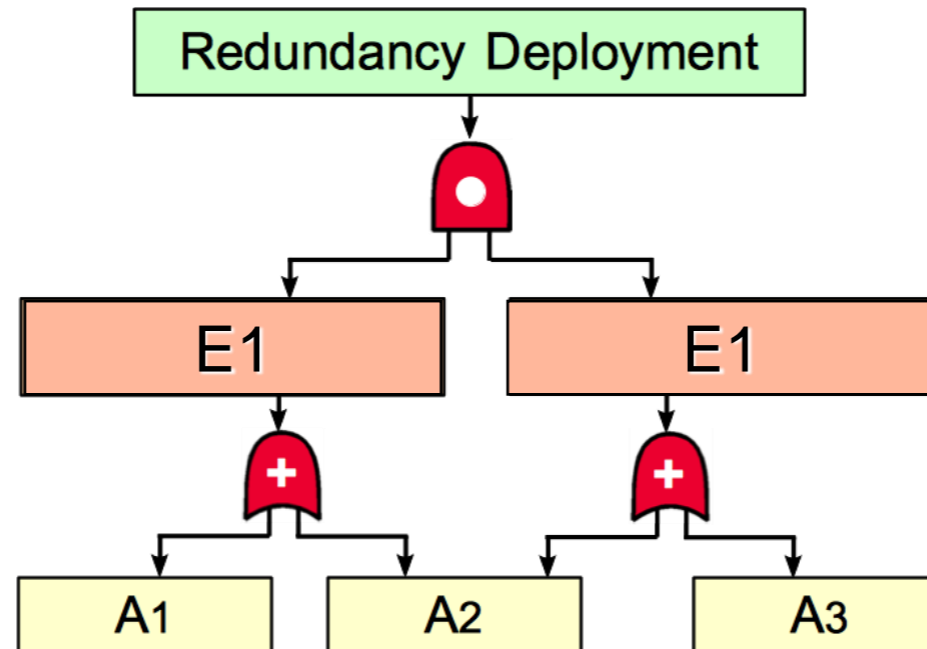 Redundancy Deployment
E1
E1
+
+
A1
A2
A3